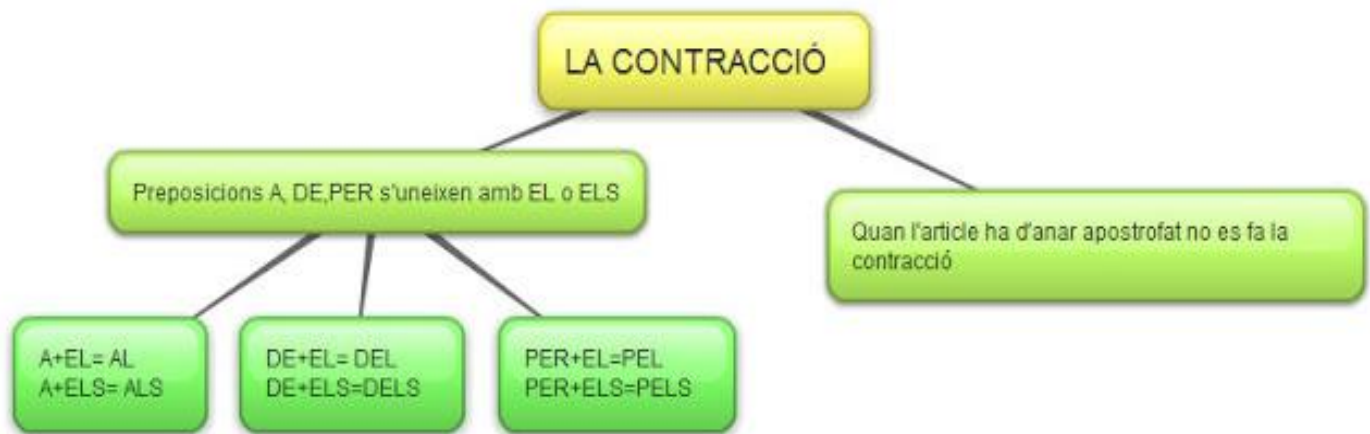 LA CONTRACCIÓ
Preposicions A, DE,PER s'uneixen amb EL o ELS
Quan l'article ha d'anar apostrofat no es fa la
contracció
A+EL= AL
A+ELS= ALS
DE+EL= DEL
DE+ELS=DELS
PER+EL=PEL
PER+ELS=PELS